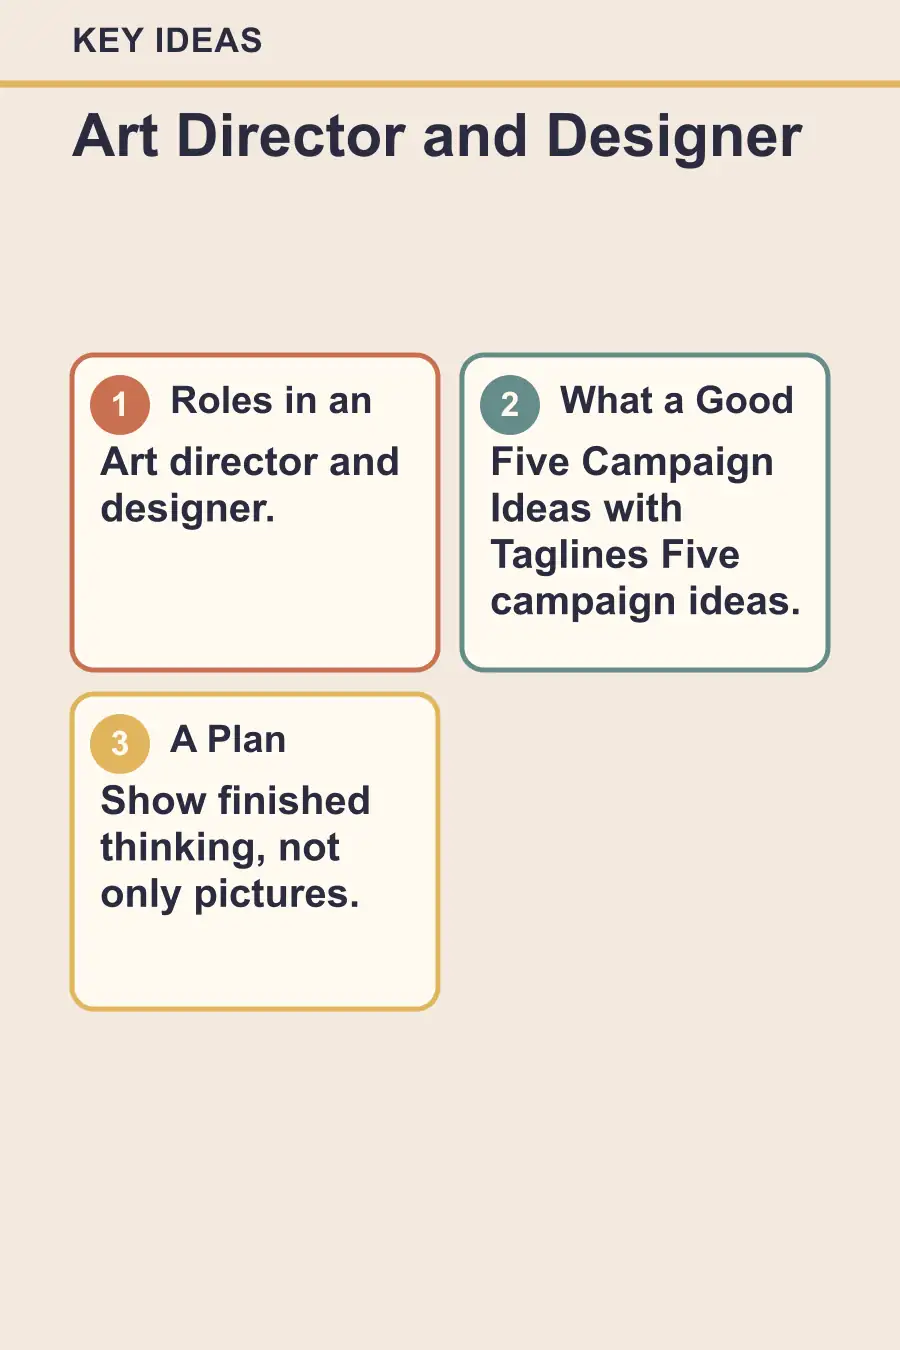 KEY IDEAS
Art Director and Designer
1 Roles in an
Art director and
designer.
2 What a Good
Five Campaign
Ideas with
Taglines Five
campaign ideas.
3 A Plan
Show finished
thinking, not
only pictures.